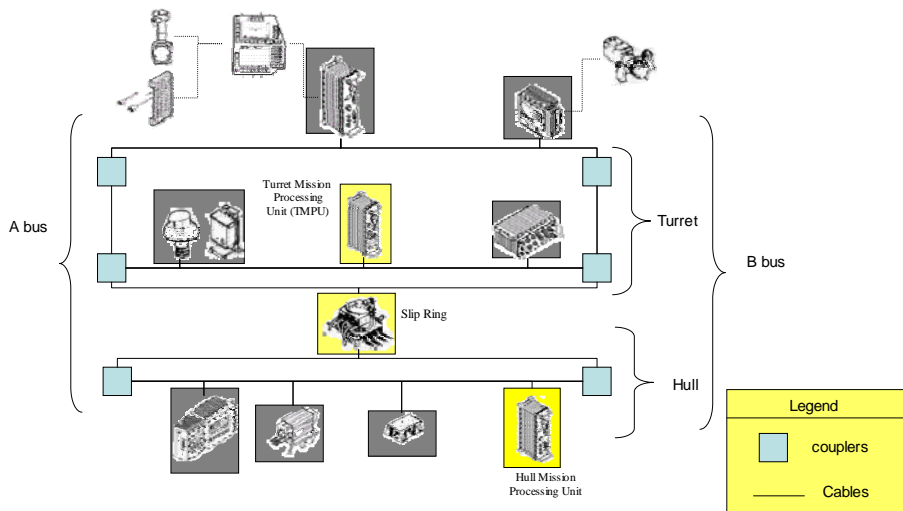 Turret Mission
Processing
Unit (TMPU)
A bus
Turret
B bus
Slip Ring
Hull
Hull Mission
Processing Unit
Legend
couplers
Cables